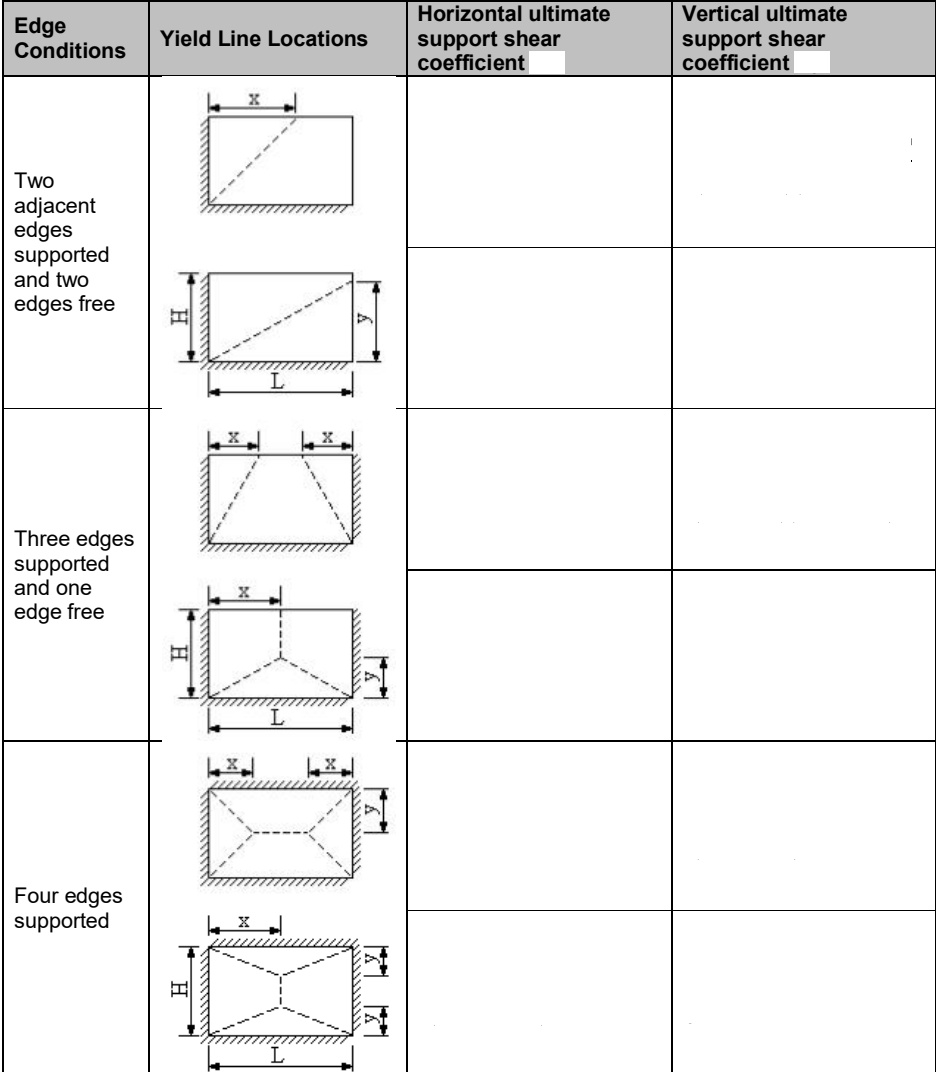 Edge
Conditions
Yield Line Locations
Horizontal ultimate
support shear
coefficient
Vertical ultimate
support shear
coefficient
Two
adjacent
edges
supported
and two
edges free
x
H
y
L
Three edges
supported
and one
edge free
x
x
x
H
y
L
Four edges
supported
x
x
y
x
H
y
y
L